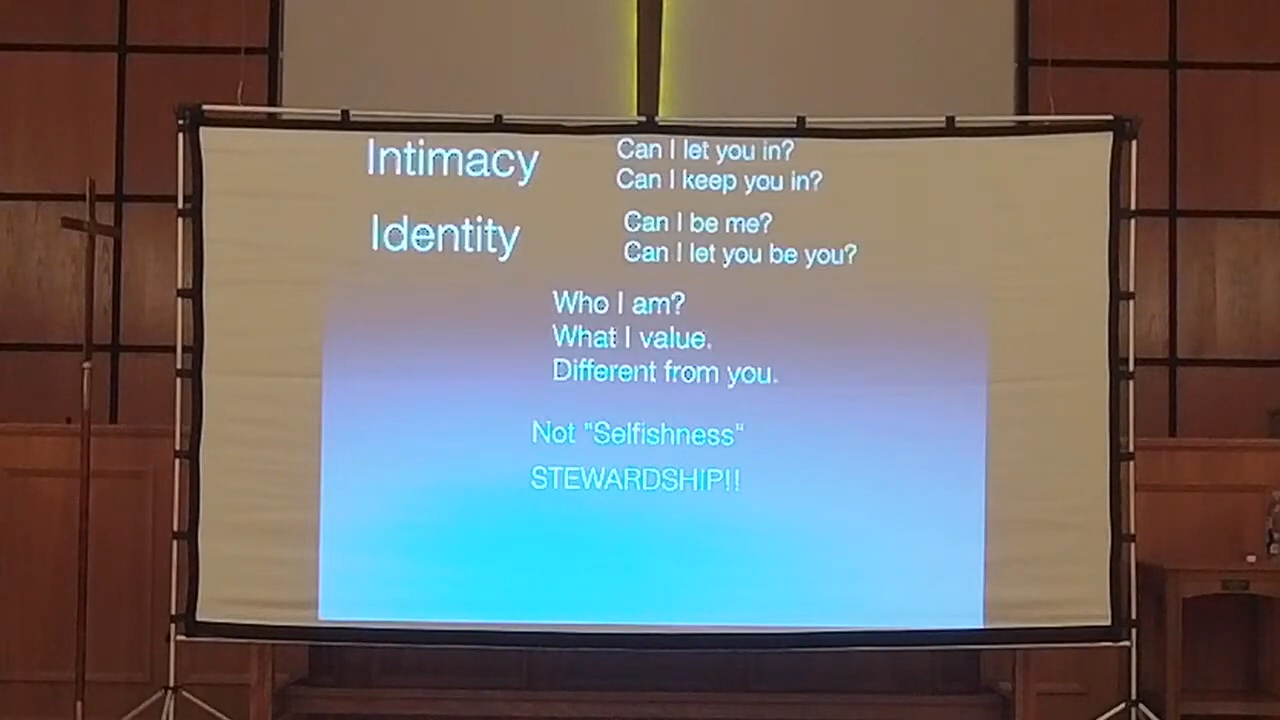 Intimacy
Can I let you in?
Can I keep you in?
Identity
Can I be me?
Can I let you be you?
Who I am?
What I value.
Different from you.
Not "Selfishness"
STEWARDSHIP!!